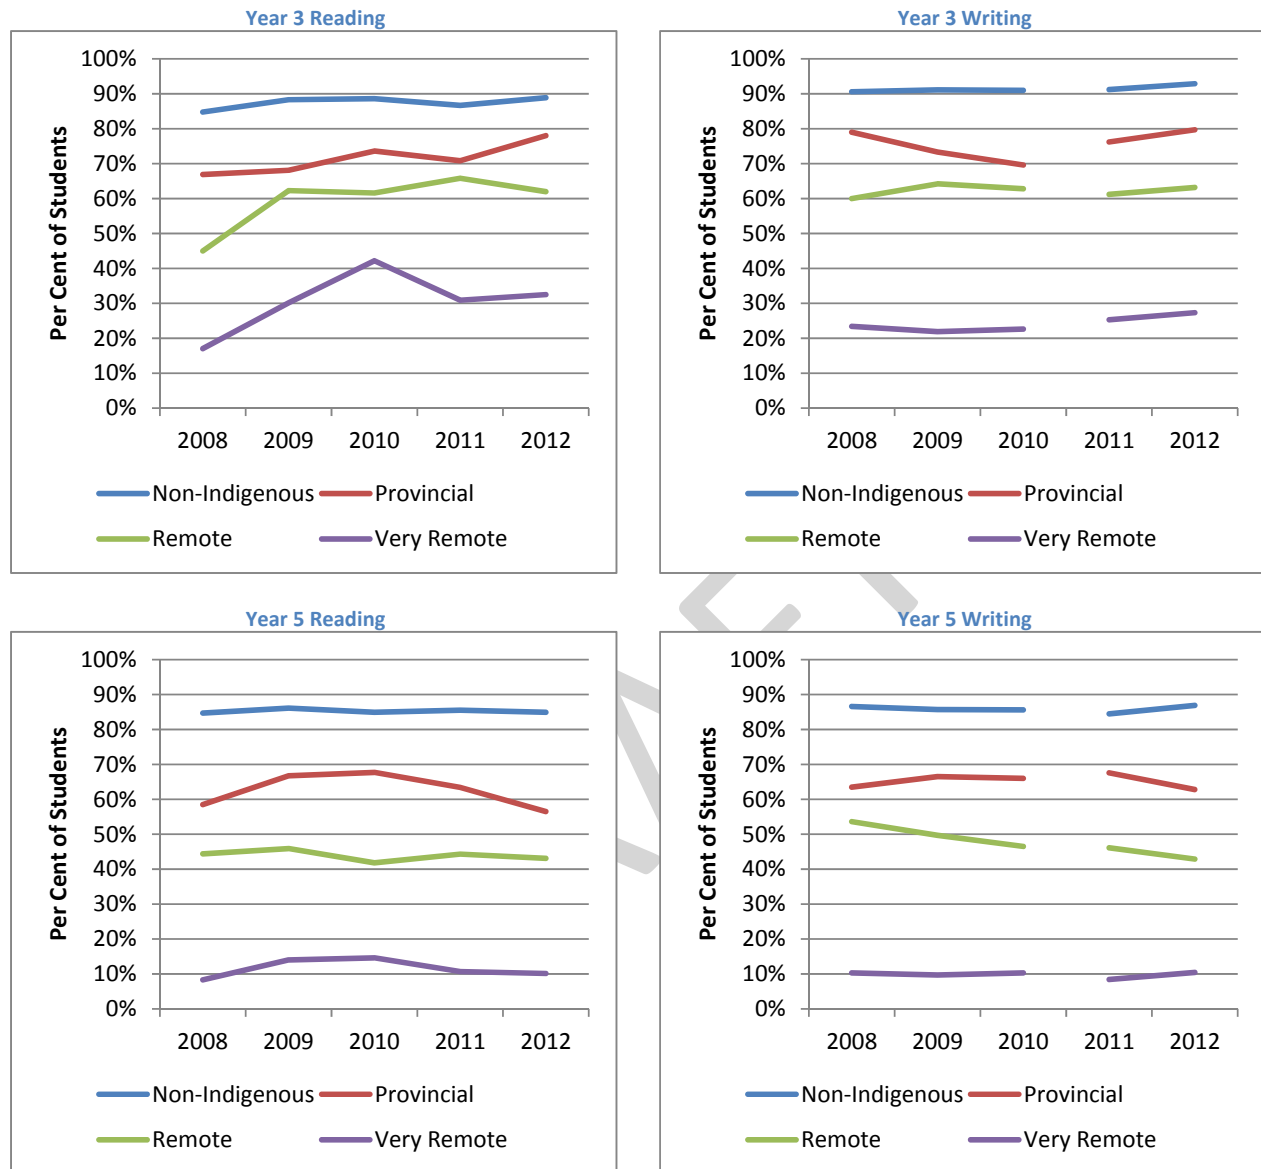 Year 3 Reading
Per Cent of Students
100%
90%
80%
70%
60%
50%
40%
30%
20%
10%
0%
2008 2009 2010 2011 2012
Non-Indigenous Provincial
Remote Very Remote
Year 3 Writing
Per Cent of Students
100%
90%
80%
70%
60%
50%
40%
30%
20%
10%
0%
2008 2009 2010 2011 2012
Non-Indigenous Provincial
Remote Very Remote
Year 5 Reading
Per Cent of Students
100%
90%
80%
70%
60%
50%
40%
30%
20%
10%
0%
2008 2009 2010 2011 2012
Non-Indigenous Provincial
Remote Very Remote
Year 5 Writing
Per Cent of Students
100%
90%
80%
70%
60%
50%
40%
30%
20%
10%
0%
2008 2009 2010 2011 2012
Non-Indigenous Provincial
Remote Very Remote